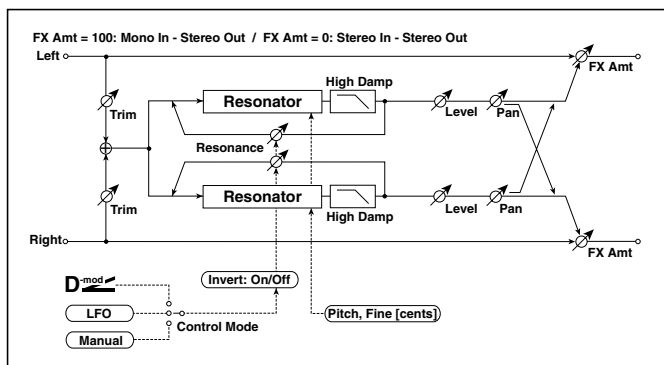 FX Amt = 100: Mono In - Stereo Out / FX Amt = 0: Stereo In - Stereo Out
Left
FX Amt
High Damp
Resonator
Trim
Level
Pan
Resonance
Resonator
High Damp
Level
Pan
Trim
Right
FX Amt
D-mod
Invert: On/Off
LFO
Control Mode
Pitch, Fine [cents]
Manual